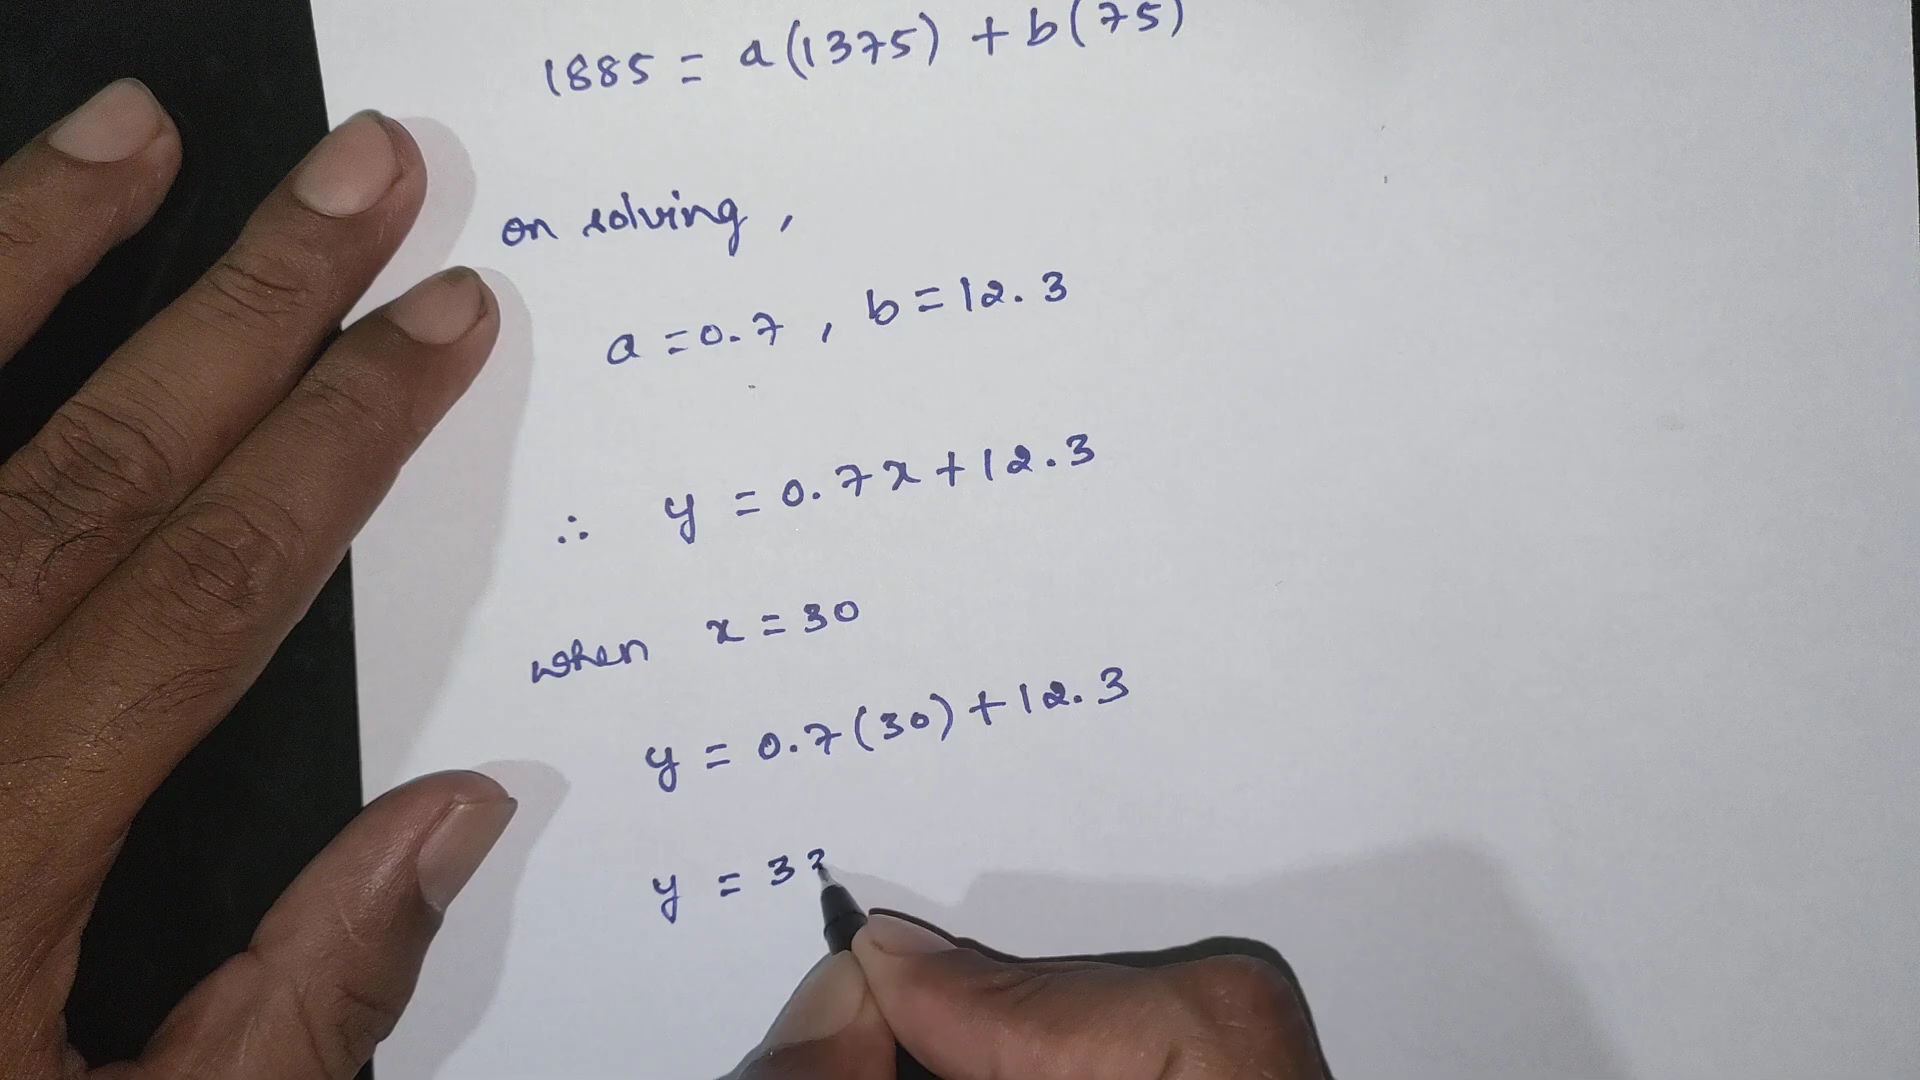 1885 = a(1375) + b(75)
on solving,
a = 0.7, b = 12.3
∴ y = 0.7x + 12.3
when x = 30
y = 0.7(30) + 12.3
y = 33